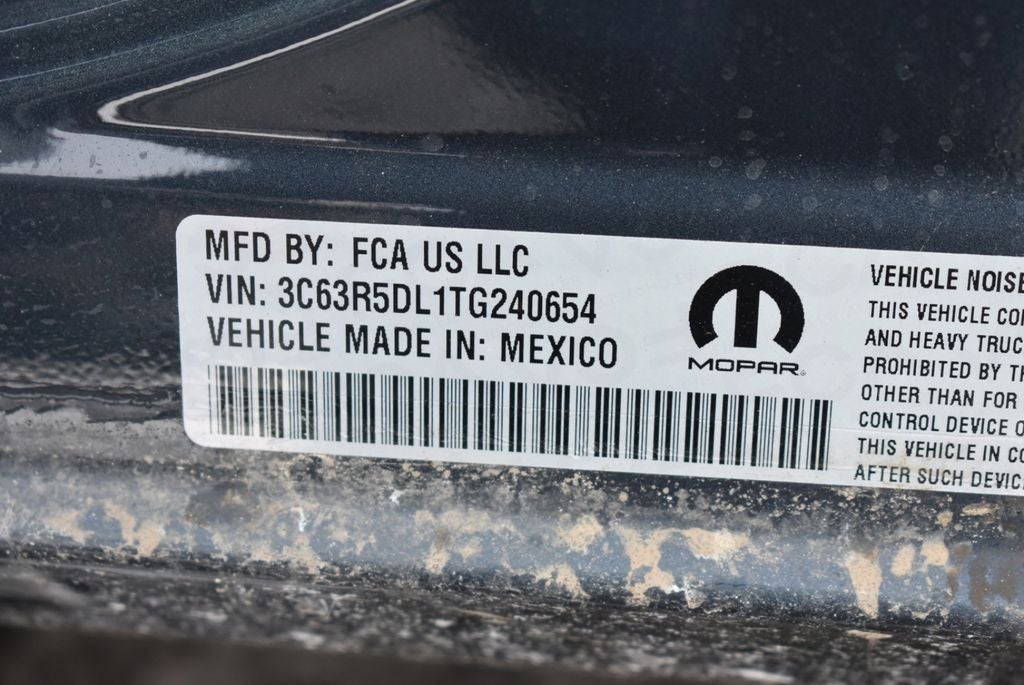 MFD BY: FCA US LLC
VIN: 3C63R5DL1TG240654
VEHICLE MADE IN: MEXICO
MOPAR
VEHICLE NOISE
THIS VEHICLE
AND HEAVY
PROHIBITED BY
OTHER THAN FOR
CONTROL DEVICE
THIS VEHICLE IN
AFTER SUCH